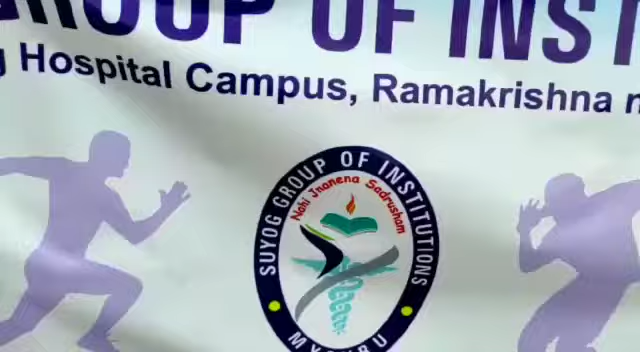 GROUP OF INST
Hospital Campus, Ramakrishna n
SUYOG GROUP OF INSTITUTIONS
Nahi Jnanena Sadrusham
MYSURU